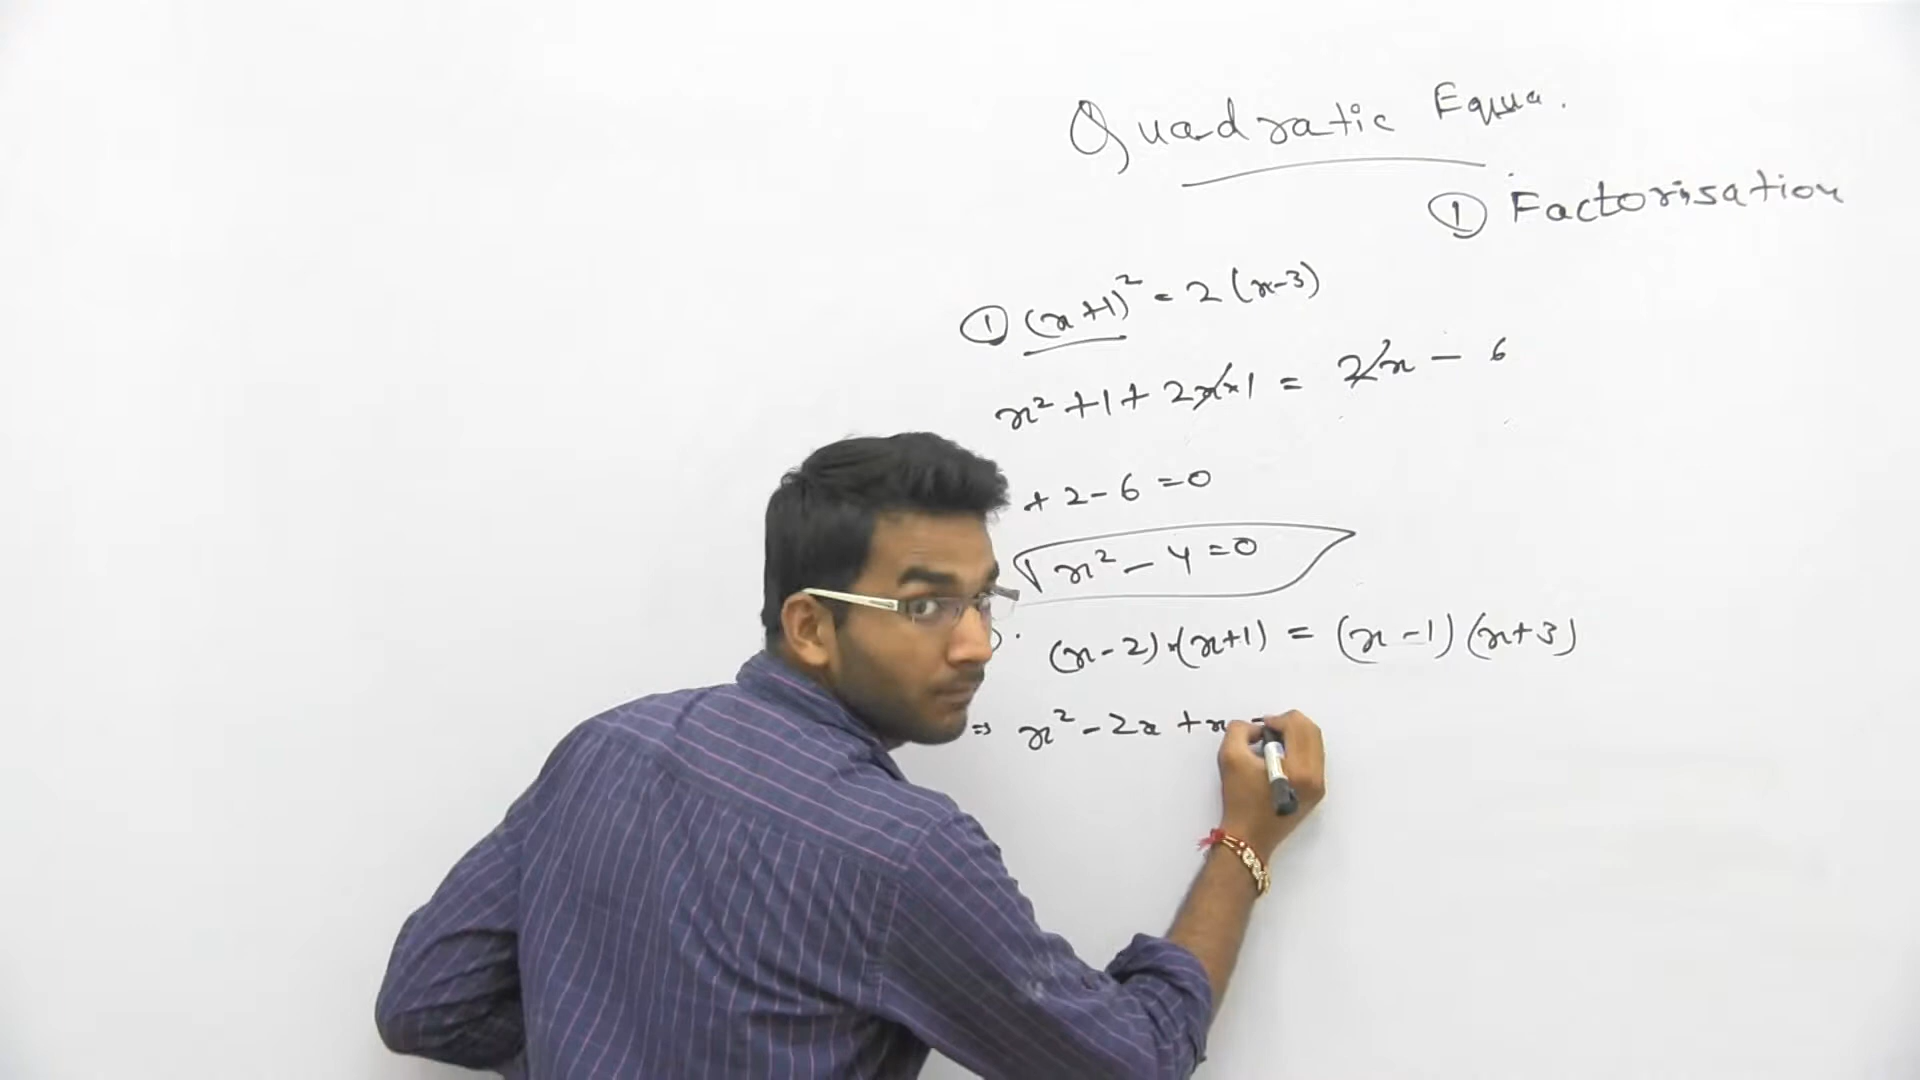 Quadratic Equa.
① Factorisation
① (x+1)² = 2(x-3)
x² +1 + 2x×1 = 2x - 6
+ 2 - 6 = 0
x² - 4 = 0
(x-2)·(x+1) = (x-1)(x+3)
⇒ x² - 2x + x -